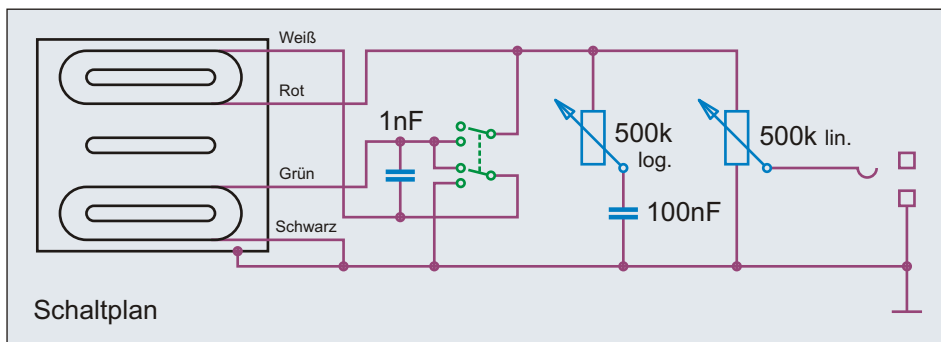 Weiß
Rot
1nF
500k
log.
500k lin.
Grün
100nF
Schwarz
Schaltplan